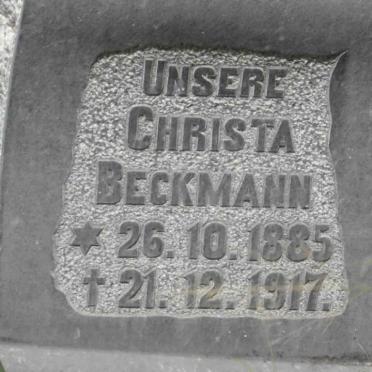 UNSERE
CHRISTA
BECKMANN
✶ 26.10.1885
† 21.12.1917.